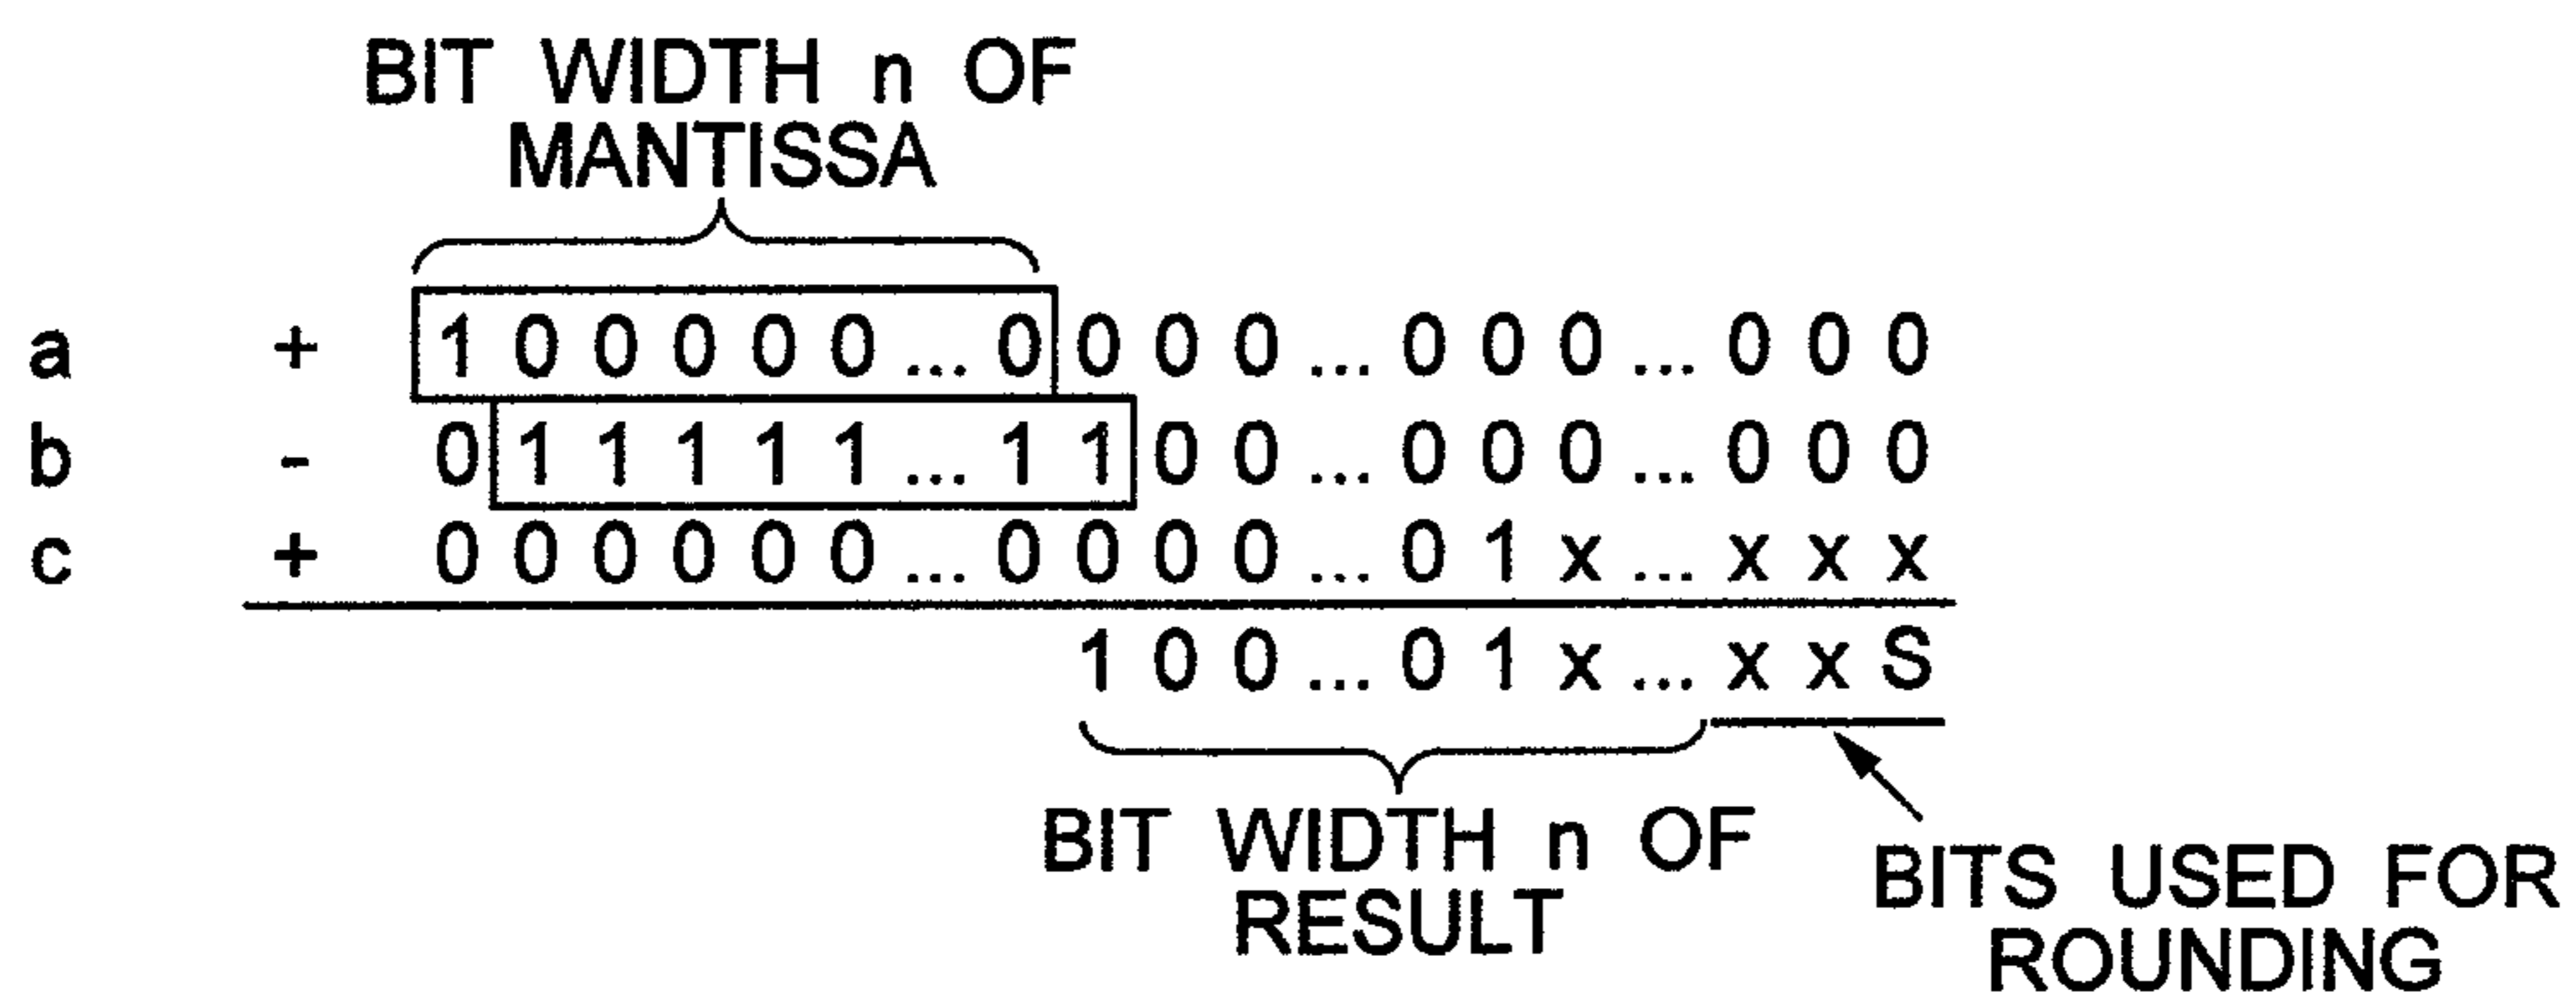 BIT WIDTH n OF
MANTISSA
a + 1 0 0 0 0 0 ... 0 0 0 0 ... 0 0 0 ... 0 0 0
b - 0 1 1 1 1 1 ... 1 1 0 0 ... 0 0 0 ... 0 0 0
c + 0 0 0 0 0 0 ... 0 0 0 0 ... 0 1 x ... x x x
1 0 0 ... 0 1 x ... x x S
BIT WIDTH n OF
RESULT
BITS USED FOR
ROUNDING